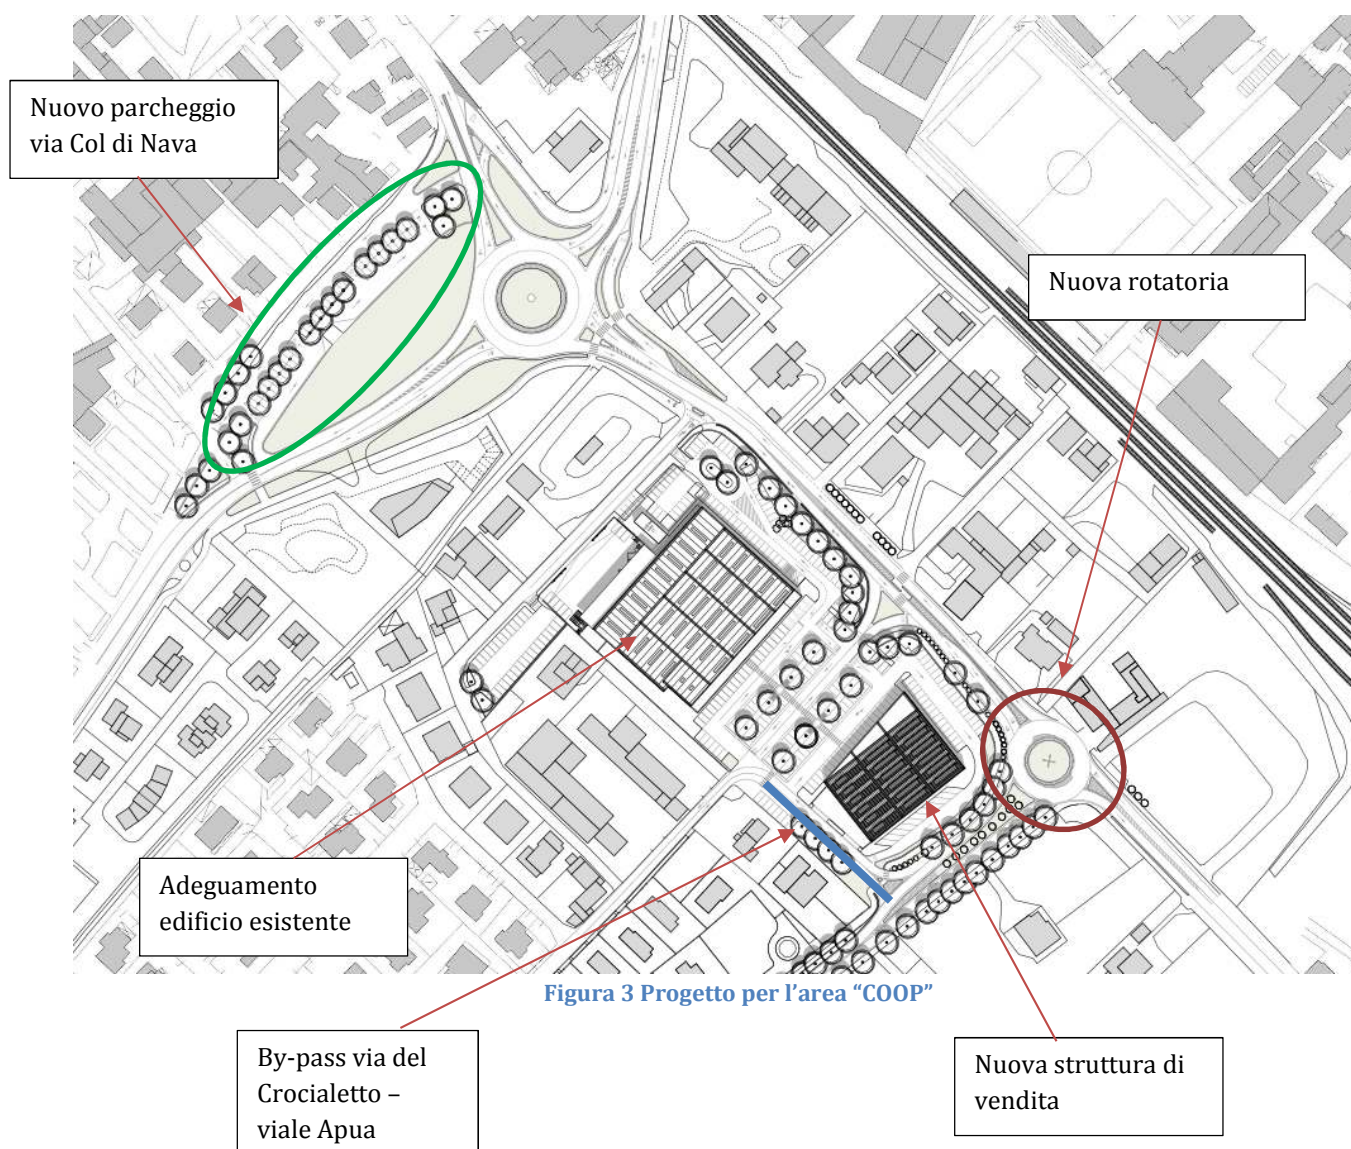 Nuovo parcheggio
via Col di Nava
Nuova rotatoria
Adeguamento
edificio esistente
Figura 3 Progetto per l'area “COOP”
By-pass via del
Crocialetto –
viale Apua
Nuova struttura di
vendita